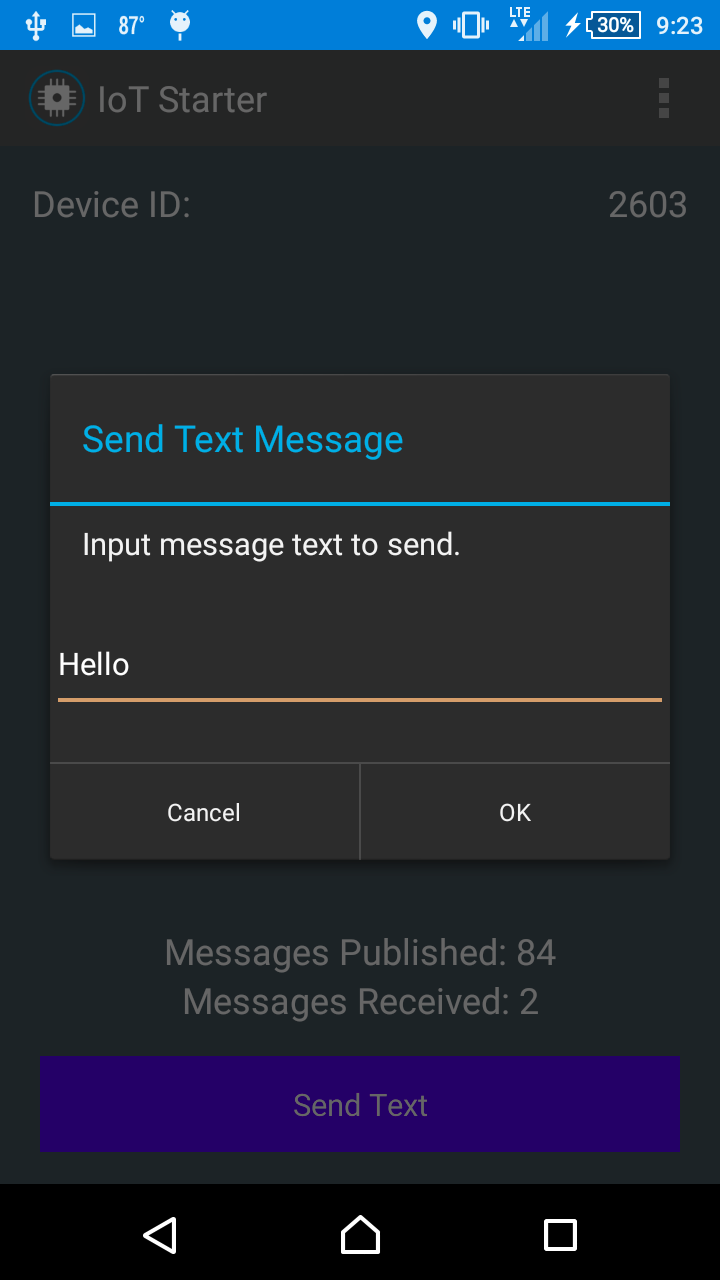 87° LTE 30% 9:23
IoT Starter
Device ID: 2603
Send Text Message
Input message text to send.
Hello
Cancel OK
Messages Published: 84
Messages Received: 2
Send Text